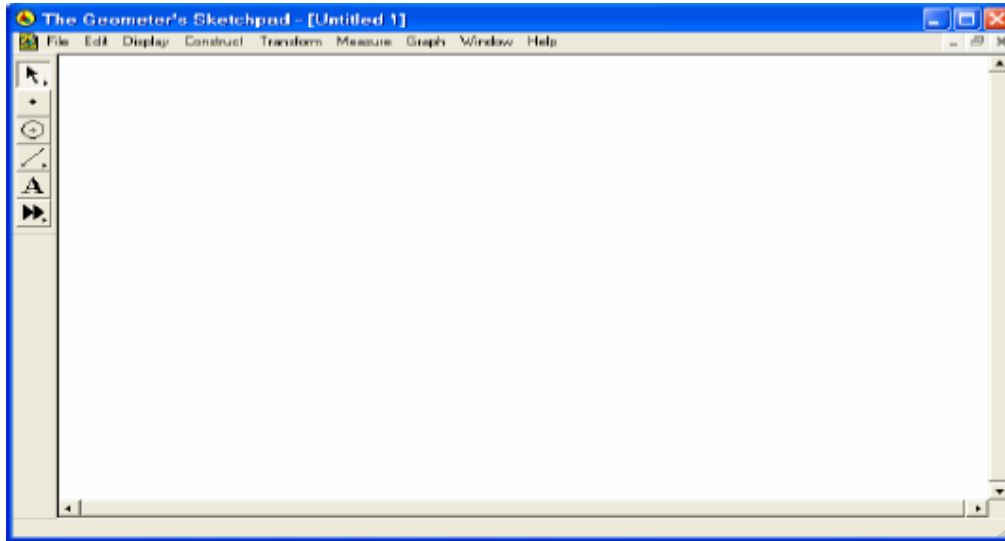 The Geometer's Sketchpad - [Untitled 1]
File Edit Display Construct Transform Measure Graph Window Help
A